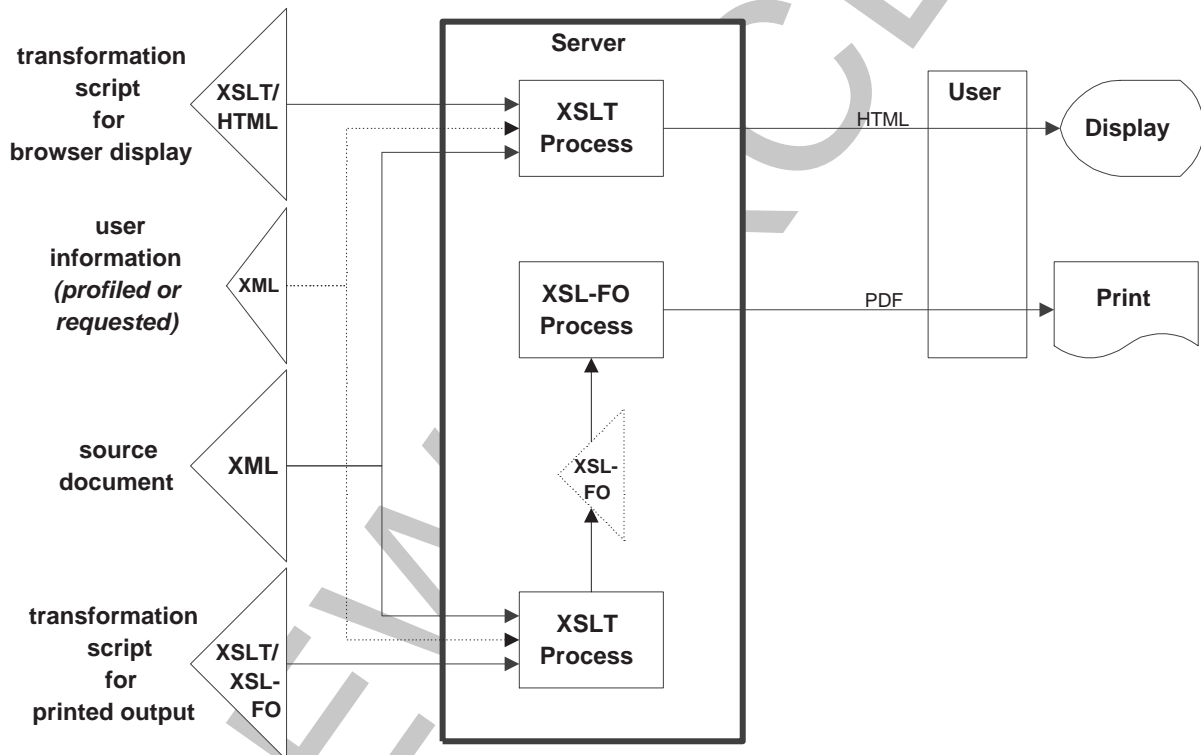 transformation
script
for
browser display
XSLT/
HTML
user
information
(profiled or
requested)
XML
source
document
XML
transformation
script
for
printed output
XSLT/
XSL-
FO
Server
XSLT
Process
XSL-FO
Process
XSL-
FO
XSLT
Process
HTML
PDF
User
Display
Print